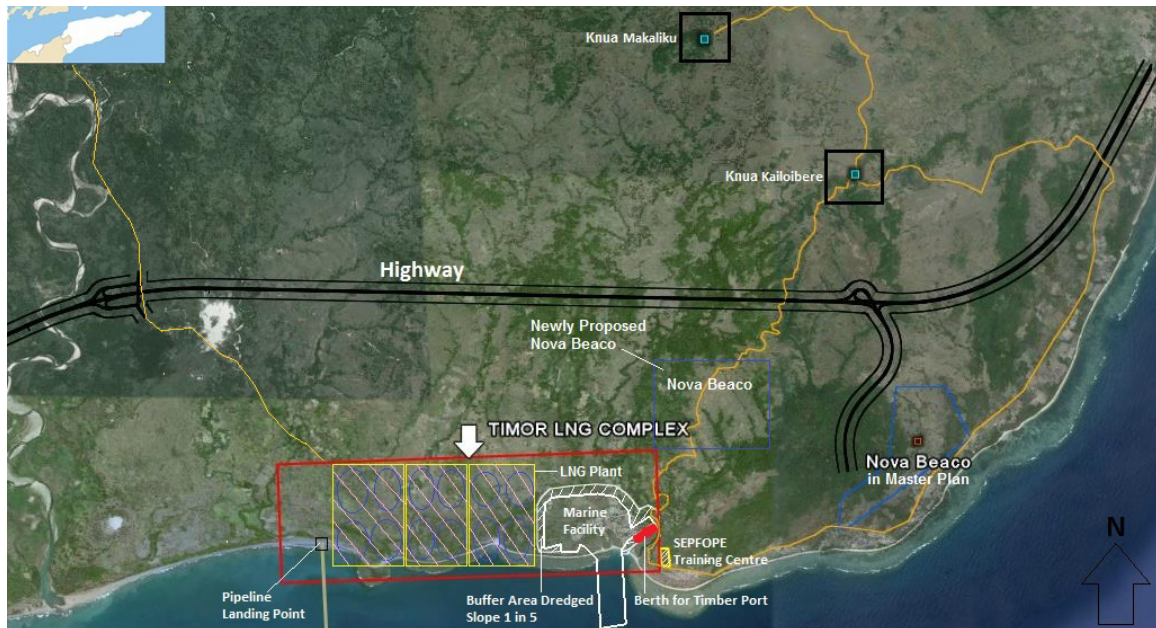 Knua Makaliku
Knua Kailoibere
Highway
Newly Proposed
Nova Beaco
Nova Beaco
TIMOR LNG COMPLEX
LNG Plant
Nova Beaco
in Master Plan
Marine
Facility
N
SEPFOPE
Training Centre
Pipeline
Landing Point
Buffer Area Dredged
Slope 1 in 5
Berth for Timber Port